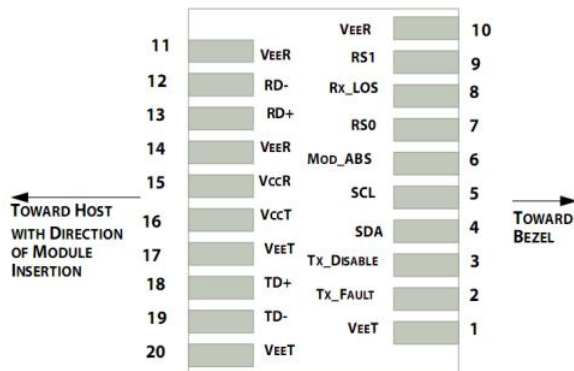 11 VEER
12 RD-
13 RD+
14 VEER
15 VCCR
16 VCCT
17 VEET
18 TD+
19 TD-
20 VEET
VEER 10
RS1 9
RX_LOS 8
RS0 7
MOD_ABS 6
SCL 5
SDA 4
TX_DISABLE 3
TX_FAULT 2
VEET 1
TOWARD HOST
WITH DIRECTION
OF MODULE
INSERTION
TOWARD
BEZEL